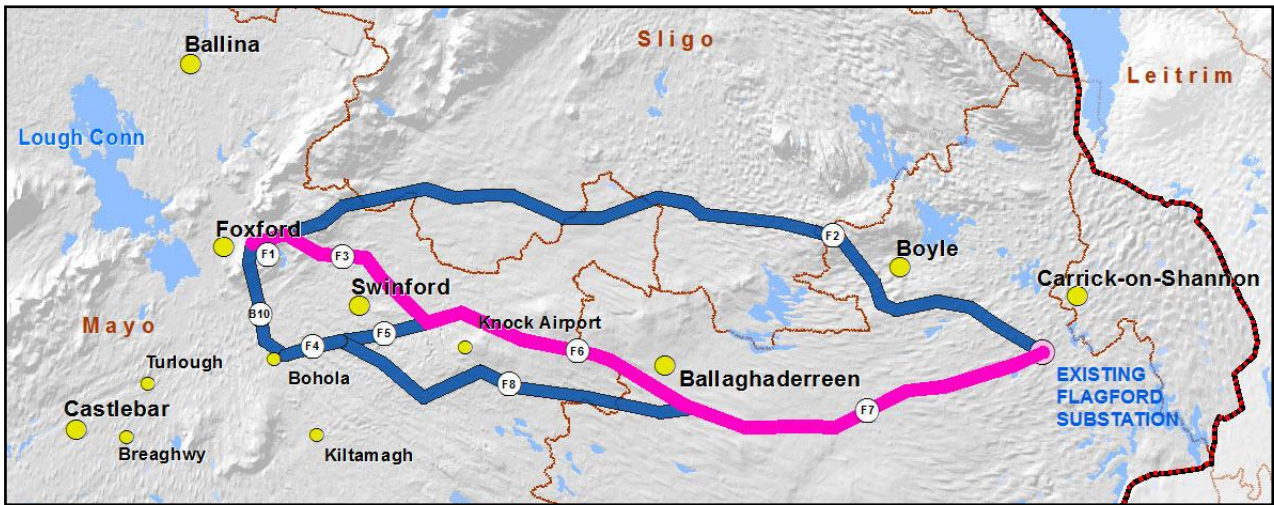 Ballina
Sligo
Leitrim
Lough Conn
Foxford
F1
F3
F2
Boyle
Carrick-on-Shannon
Swinford
Mayo
B10
F4
F5
Knock Airport
F6
Turlough
Bohola
Ballaghaderreen
EXISTING
FLAGFORD
SUBSTATION
F8
F7
Castlebar
Breaghwy
Kiltamagh